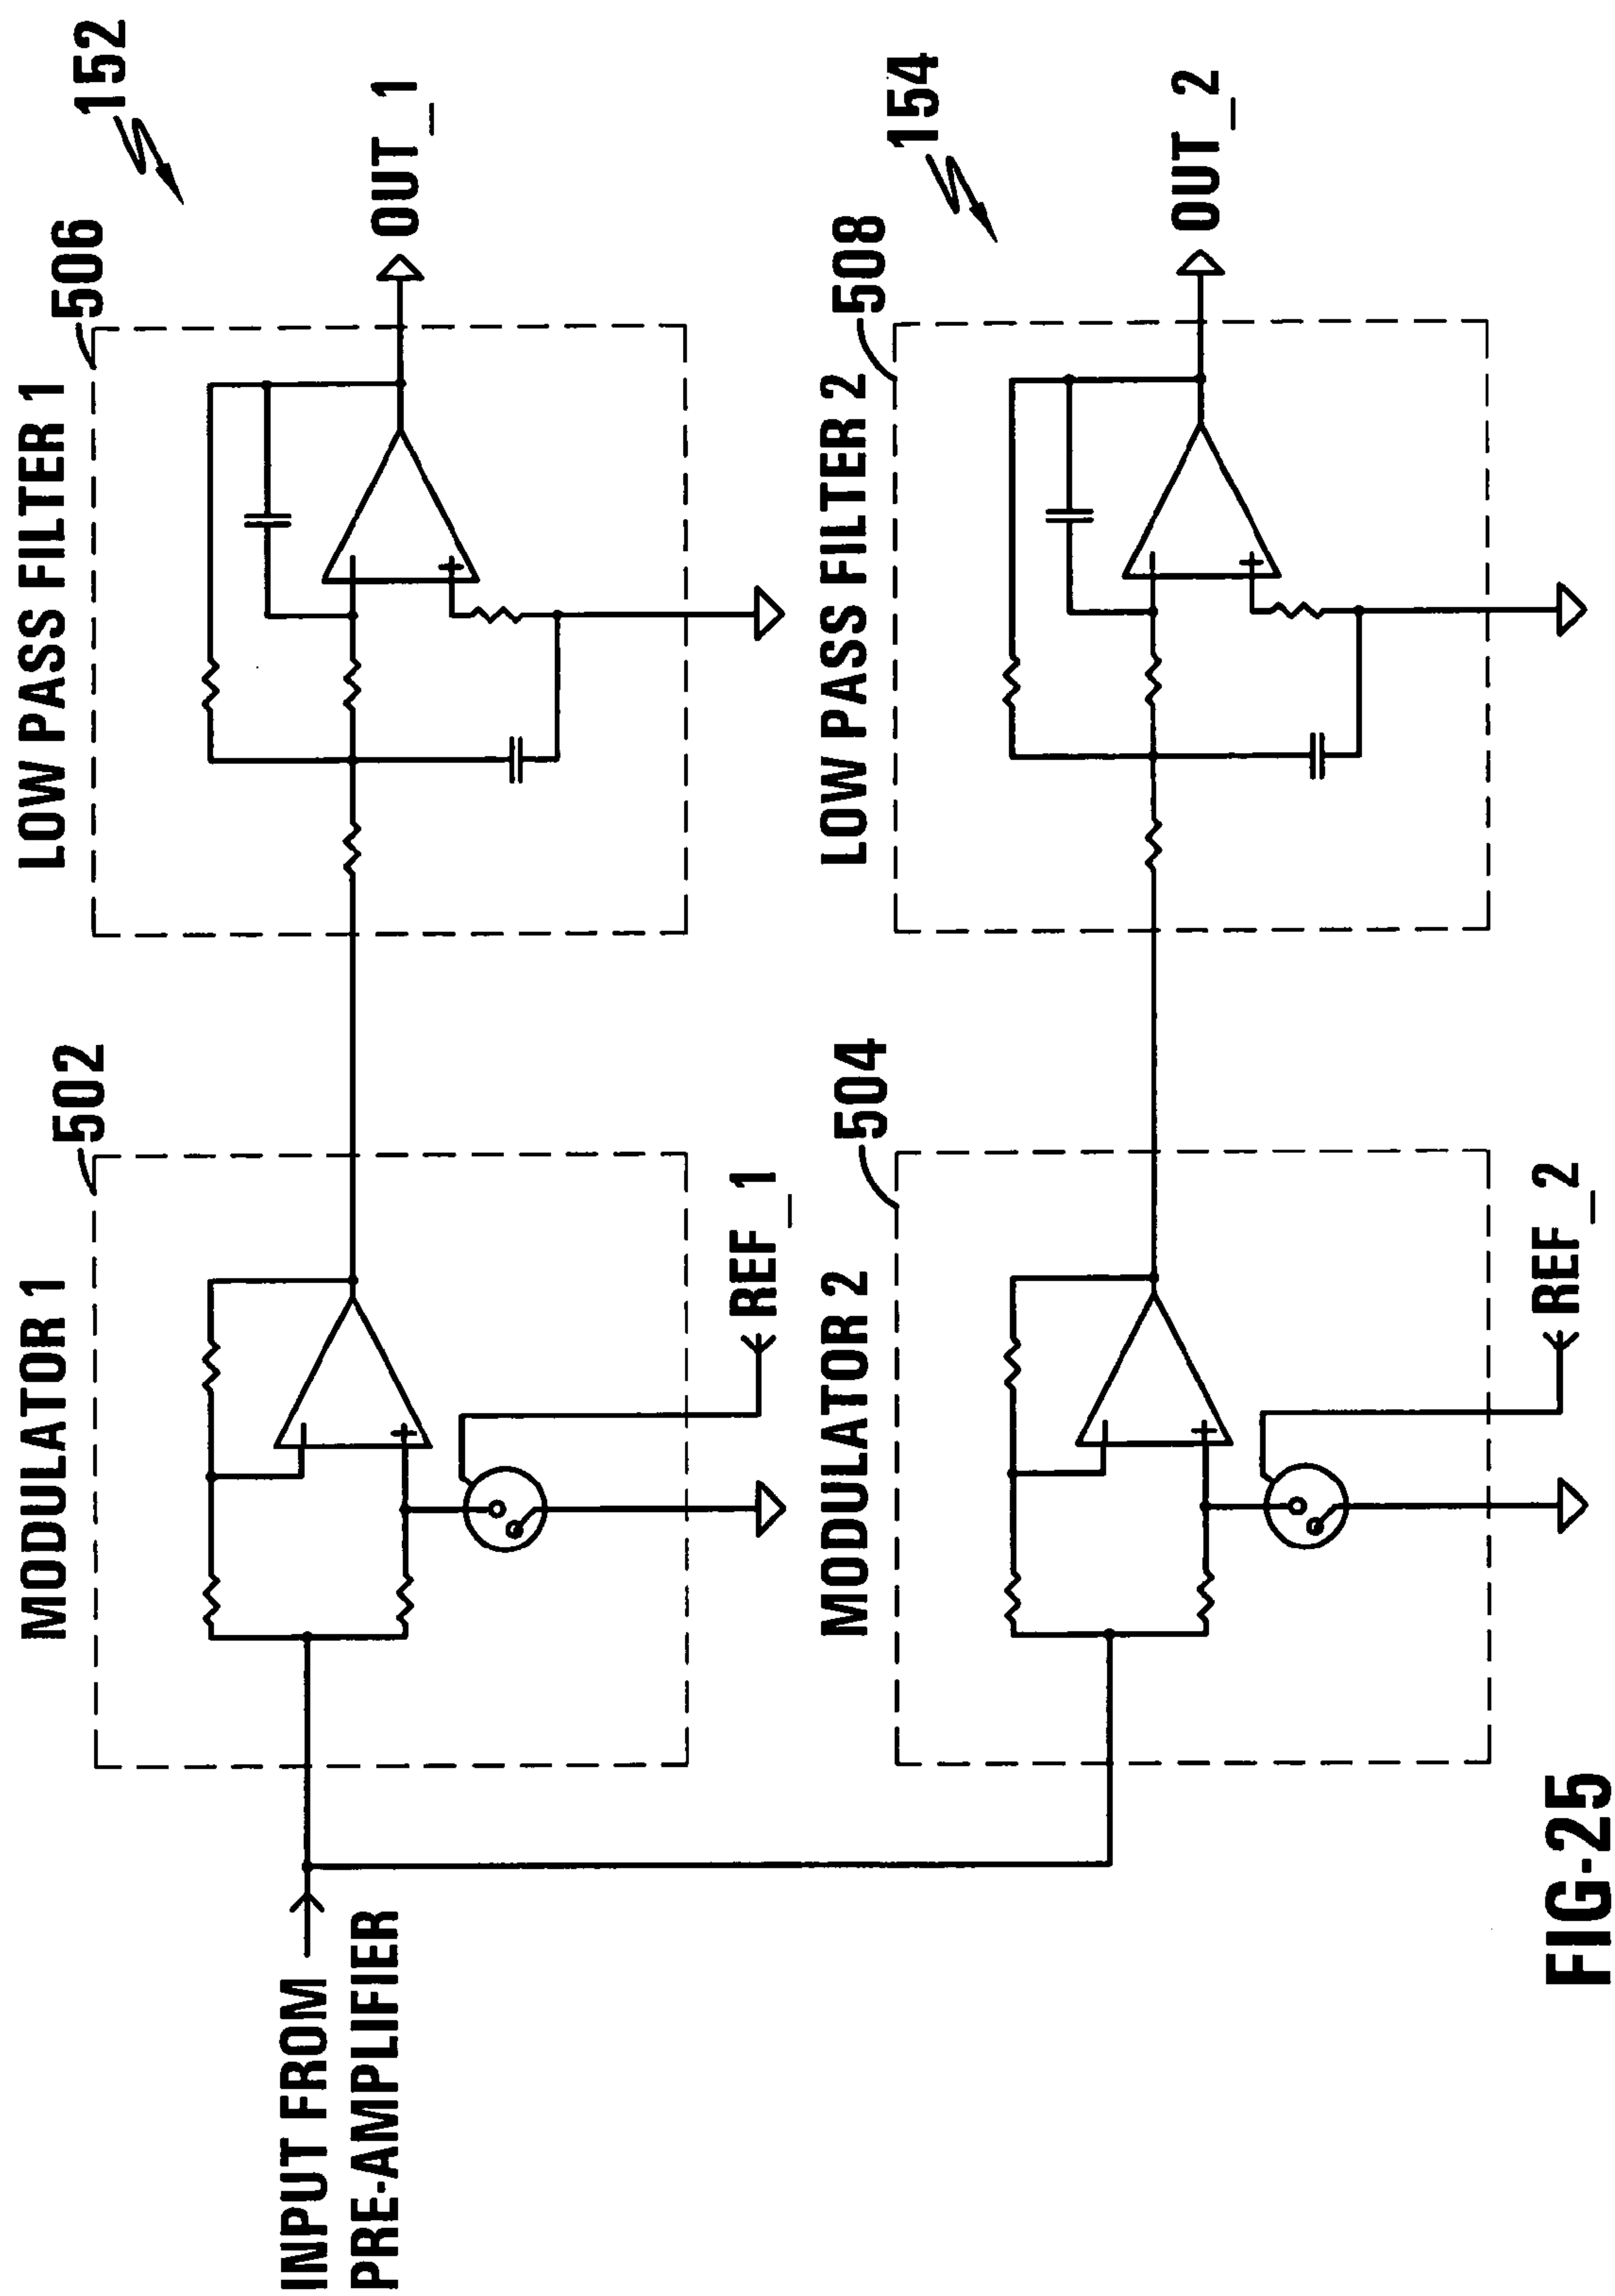 152
MODULATOR 1
502
LOW PASS FILTER 1
506
OUT_1
INPUT FROM
PRE-AMPLIFIER
REF_1
154
MODULATOR 2
504
LOW PASS FILTER 2
508
OUT_2
REF_2
FIG-25